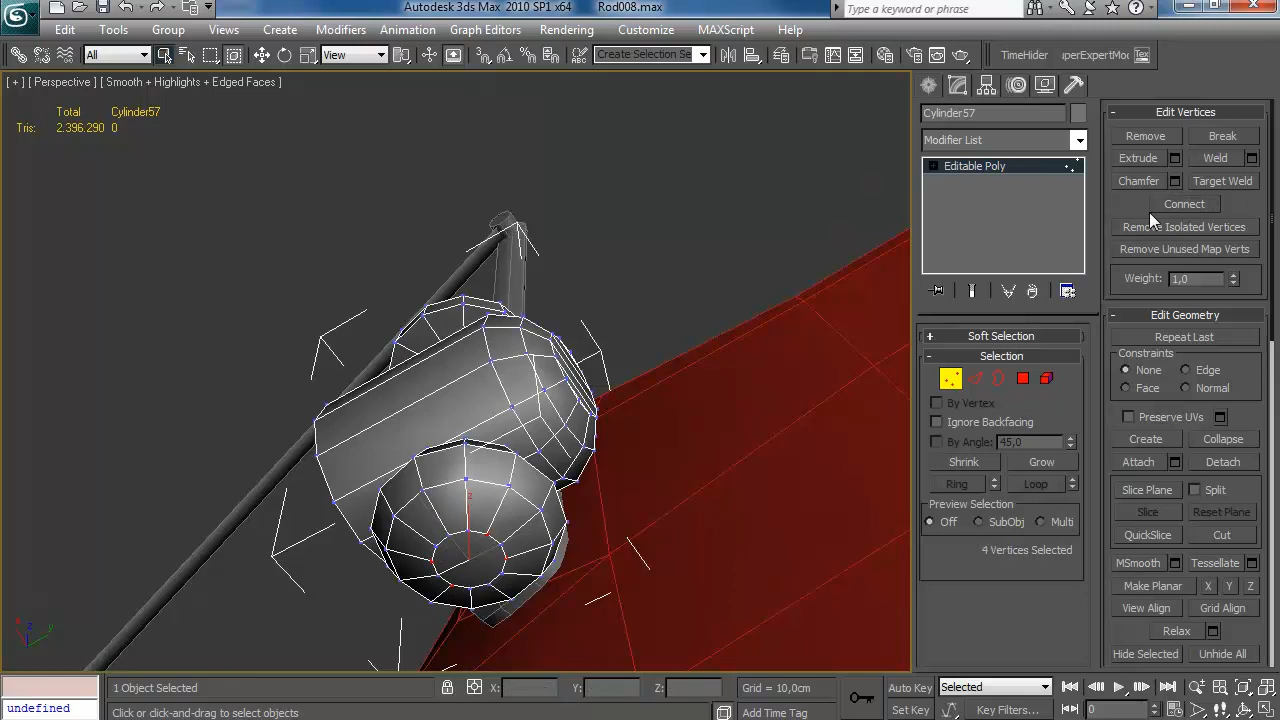 Autodesk 3ds Max 2010 SP1 x64 Rod008.max
Type a keyword or phrase
Edit Tools Group Views Create Modifiers Animation Graph Editors Rendering Customize MAXScript Help
All View Create Selection Se TimeHider perExpertMoc Tex
[ + ] [ Perspective ] [ Smooth + Highlights + Edged Faces ]
Total Cylinder57
Tris: 2.396.290 0
Cylinder57
Modifier List
Editable Poly
Soft Selection
Selection
By Vertex
Ignore Backfacing
By Angle: 45,0
Shrink Grow
Ring Loop
Preview Selection
Off SubObj Multi
4 Vertices Selected
Edit Vertices
Remove Break
Extrude Weld
Chamfer Target Weld
Connect
Remove Isolated Vertices
Remove Unused Map Verts
Weight: 1,0
Edit Geometry
Repeat Last
Constraints
None Edge
Face Normal
Preserve UVs
Create Collapse
Attach Detach
Slice Plane Split
Slice Reset Plane
QuickSlice Cut
MSmooth Tessellate
Make Planar X Y Z
View Align Grid Align
Relax
Hide Selected Unhide All
z
x z y
undefined
1 Object Selected X: Y: Z: Grid = 10,0cm Auto Key Selected
Click or click-and-drag to select objects Add Time Tag Set Key Key Filters... 0